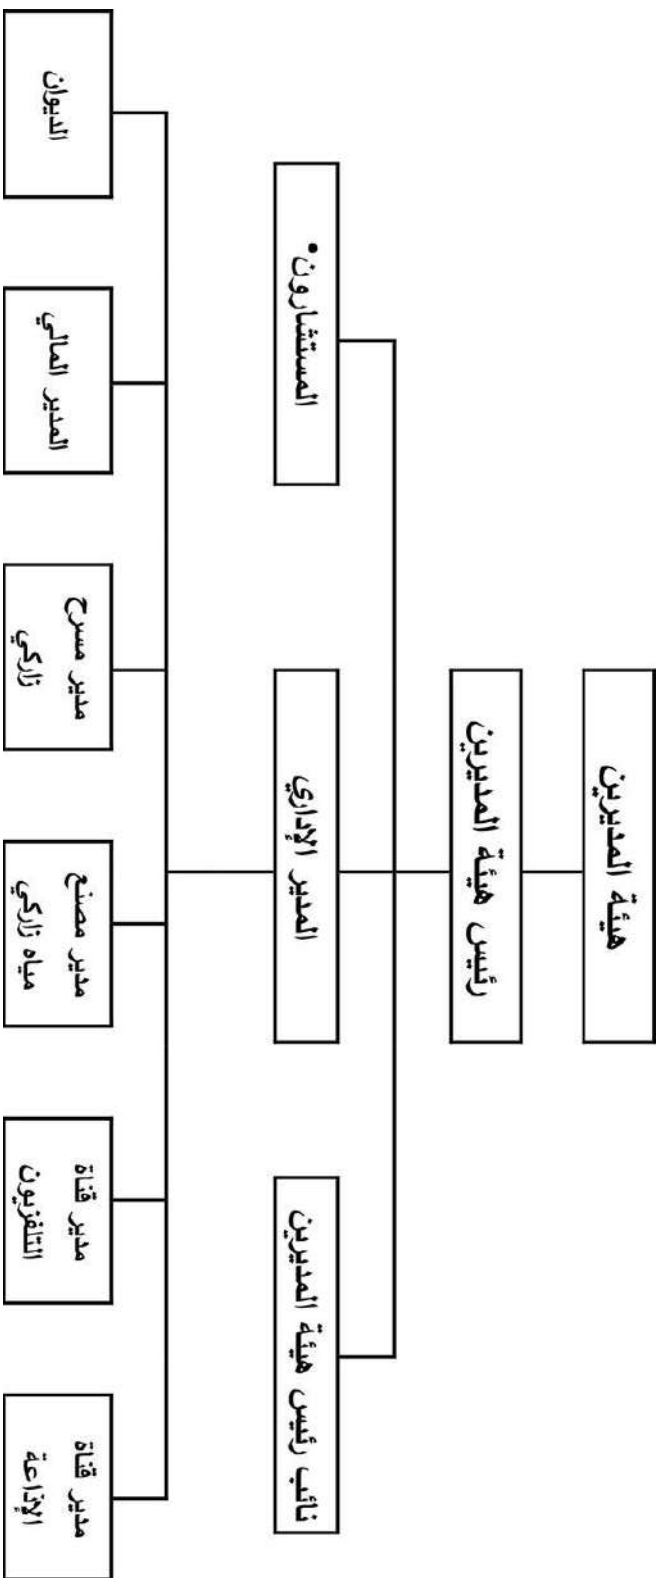 هيئة المديرين
رئيس هيئة المديرين
نائب رئيس هيئة المديرين
المدير الإداري
المستشارون•
مدير قناة
الإذاعة
مدير قناة
التلفزيون
مدير مصنع
مياه زاركي
مدير مسرح
زاركي
المدير المالي
الديوان